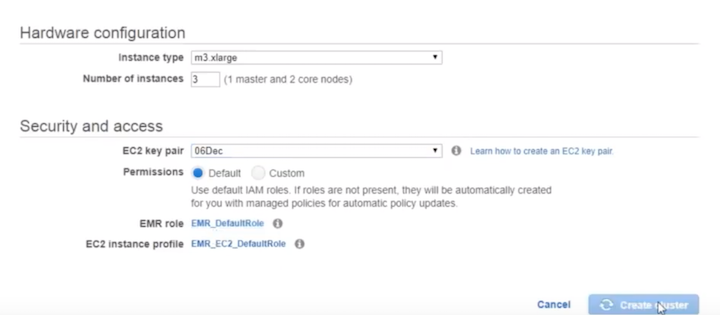 Hardware configuration
Instance type m3.xlarge
Number of instances 3 (1 master and 2 core nodes)
Security and access
EC2 key pair 06Dec Learn how to create an EC2 key pair.
Permissions Default Custom
Use default IAM roles. If roles are not present, they will be automatically created
for you with managed policies for automatic policy updates.
EMR role EMR_DefaultRole
EC2 instance profile EMR_EC2_DefaultRole
Cancel Create cluster